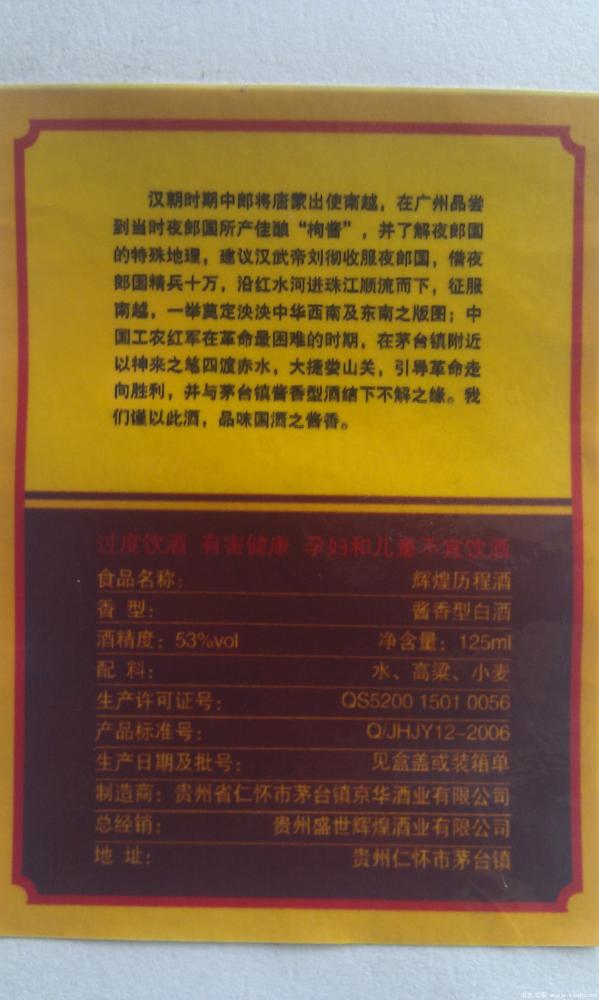 汉朝时期中郎将唐蒙出使南越，在广州品尝
到当时夜郎国所产佳酿“枸酱”，并了解夜郎国
的特殊地理，建议汉武帝刘彻收服夜郎国，借夜
郎国精兵十万，沿红水河进珠江顺流而下，征服
南越，一举奠定泱泱中华西南及东南之版图；中
国工农红军在革命最困难的时期，在茅台镇附近
以神来之笔四渡赤水，大捷娄山关，引导革命走
向胜利，并与茅台镇酱香型酒结下不解之缘。我
们谨以此酒，品味国酒之酱香。
过度饮酒 有害健康 孕妇和儿童不宜饮酒
食品名称： 辉煌历程酒
香 型： 酱香型白酒
酒精度：53%vol 净含量：125ml
配 料： 水、高粱、小麦
生产许可证号： QS5200 1501 0056
产品标准号： Q/JHJY12-2006
生产日期及批号： 见盒盖或装箱单
制造商：贵州省仁怀市茅台镇京华酒业有限公司
总经销： 贵州盛世辉煌酒业有限公司
地 址： 贵州仁怀市茅台镇